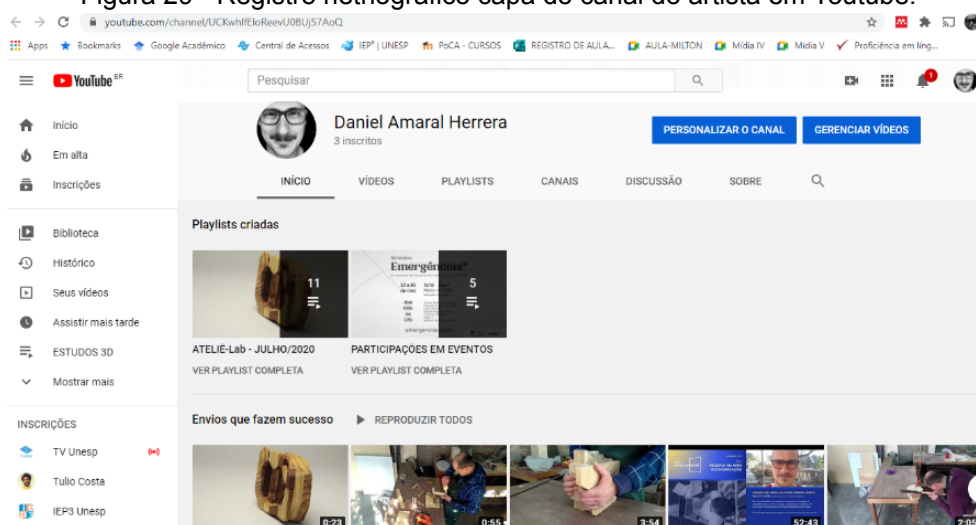 Figura 20 - Registro netnográfico capa do canal do artista em Youtube.
youtube.com/channel/UCKwhIfEIoReevU0BUj57AoQ
Apps Bookmarks Google Acadêmico Central de Acessos IEP³ | UNESP PoCA - CURSOS REGISTRO DE AULA... AULA-MILTON Mídia IV Mídia V Proficiência em líng...
YouTube BR
Pesquisar
1
Início
Em alta
Inscrições
Biblioteca
Histórico
Seus vídeos
Assistir mais tarde
ESTUDOS 3D
Mostrar mais
INSCRIÇÕES
TV Unesp
Tulio Costa
IEP3 Unesp
Daniel Amaral Herrera
3 inscritos
PERSONALIZAR O CANAL
GERENCIAR VÍDEOS
INÍCIO VÍDEOS PLAYLISTS CANAIS DISCUSSÃO SOBRE
Playlists criadas
11
Emergências
5
ATELIÊ-Lab - JULHO/2020
VER PLAYLIST COMPLETA
PARTICIPAÇÕES EM EVENTOS
VER PLAYLIST COMPLETA
Envios que fazem sucesso
REPRODUZIR TODOS
0:23
0:55
3:54
52:43